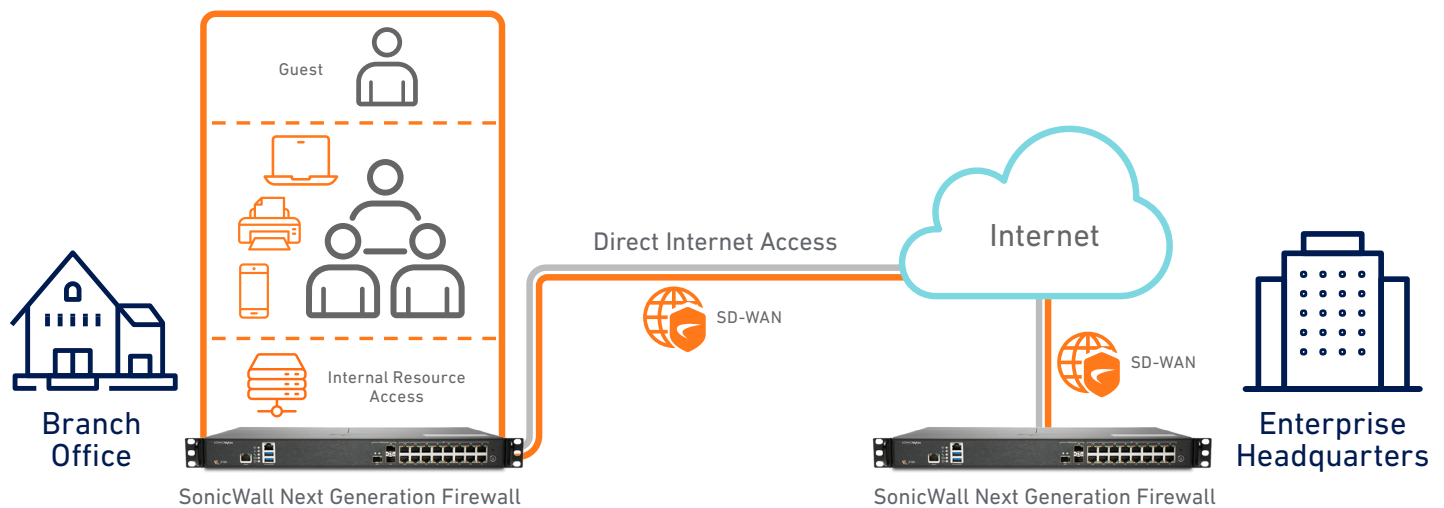 Guest
Direct Internet Access
Internet
SD-WAN
SD-WAN
Internal Resource
Access
Branch
Office
Enterprise
Headquarters
SonicWall Next Generation Firewall
SonicWall Next Generation Firewall